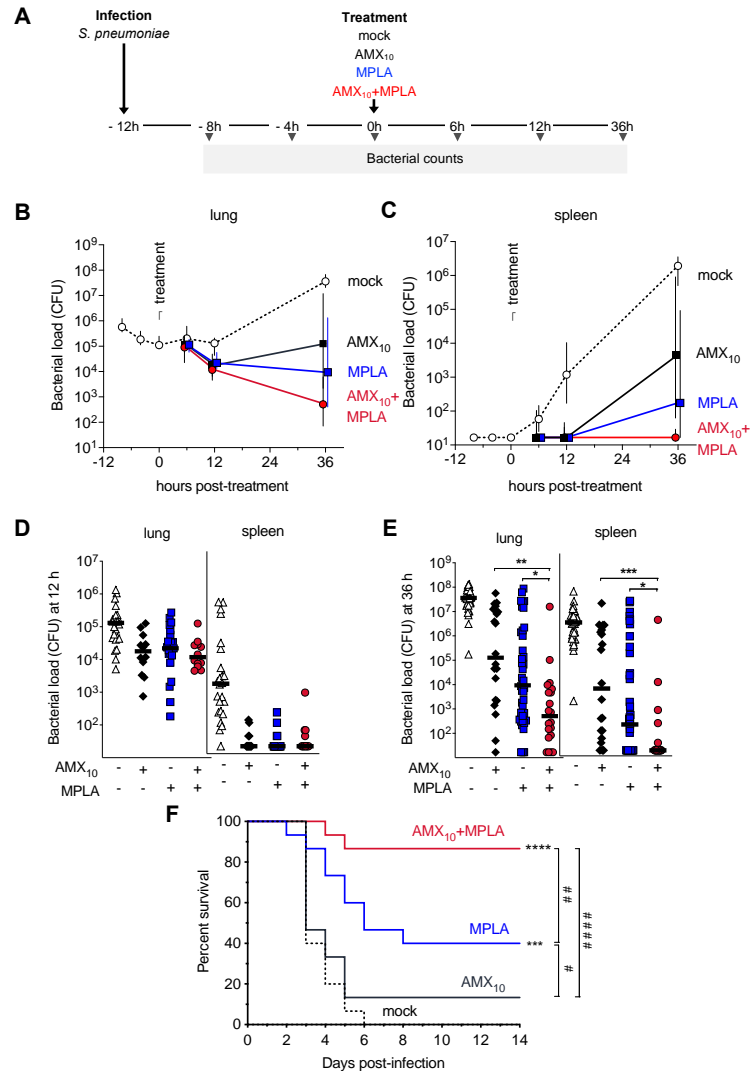 A
Infection
S. pneumoniae
Treatment
mock
AMX10
MPLA
AMX10+MPLA
- 12h - 8h - 4h 0h 6h 12h 36h
Bacterial counts
B
lung
Bacterial load (CFU)
10^9
10^8
10^7
10^6
10^5
10^4
10^3
10^2
10^1
treatment
mock
AMX10
MPLA
AMX10+
MPLA
-12 0 12 24 36
hours post-treatment
C
spleen
Bacterial load (CFU)
10^7
10^6
10^5
10^4
10^3
10^2
10^1
treatment
mock
AMX10
MPLA
AMX10+
MPLA
-12 0 12 24 36
hours post-treatment
D
lung spleen
Bacterial load (CFU) at 12 h
10^7
10^6
10^5
10^4
10^3
10^2
AMX10 - + - + - + - +
MPLA - - + + - - + +
E
lung spleen
Bacterial load (CFU) at 36 h
10^9
10^8
10^7
10^6
10^5
10^4
10^3
10^2
** ***
* *
AMX10 - + - + - + - +
MPLA - - + + - - + +
F
Percent survival
100
80
60
40
20
0
AMX10+MPLA
MPLA
AMX10
mock
****
***
##
#
####
0 2 4 6 8 10 12 14
Days post-infection